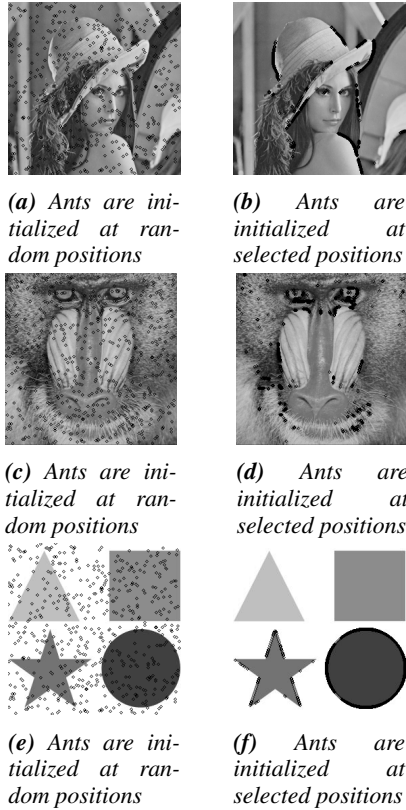 (a) Ants are ini-
tialized at ran-
dom positions
(b) Ants are
initialized at
selected positions
(c) Ants are ini-
tialized at ran-
dom positions
(d) Ants are
initialized at
selected positions
(e) Ants are ini-
tialized at ran-
dom positions
(f) Ants are
initialized at
selected positions